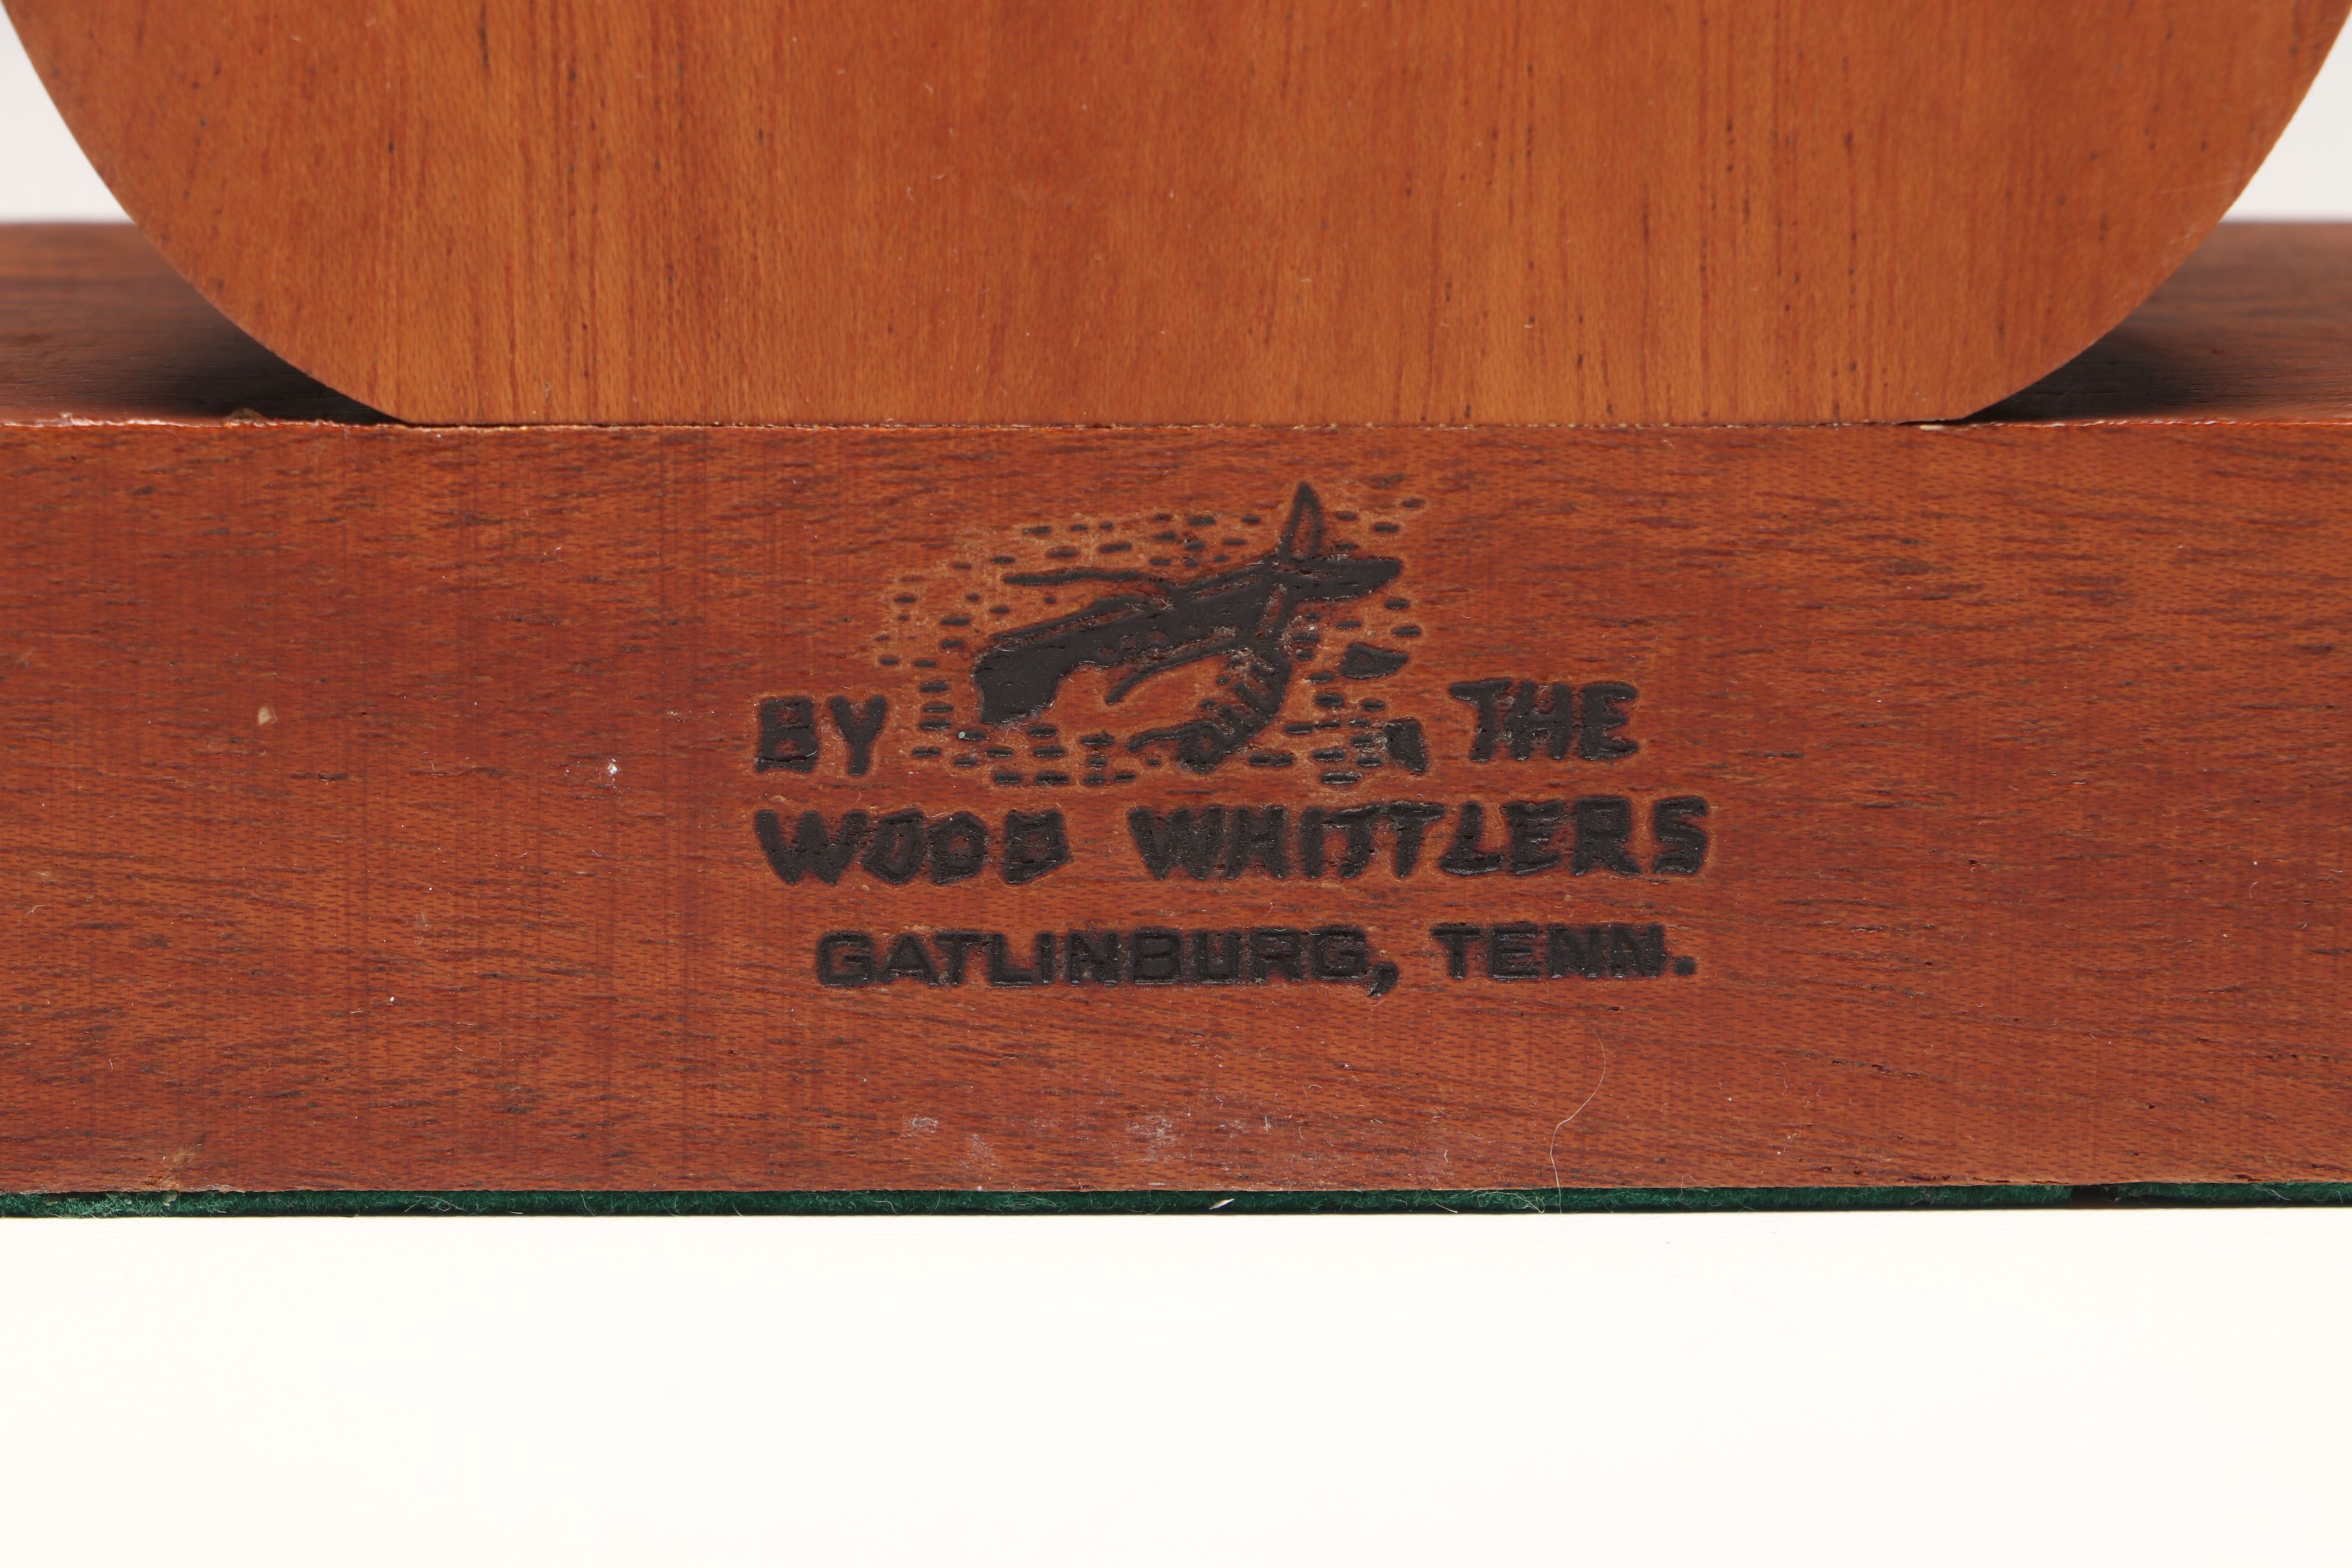 BY THE
WOOD WHITTLERS
GATLINBURG, TENN.